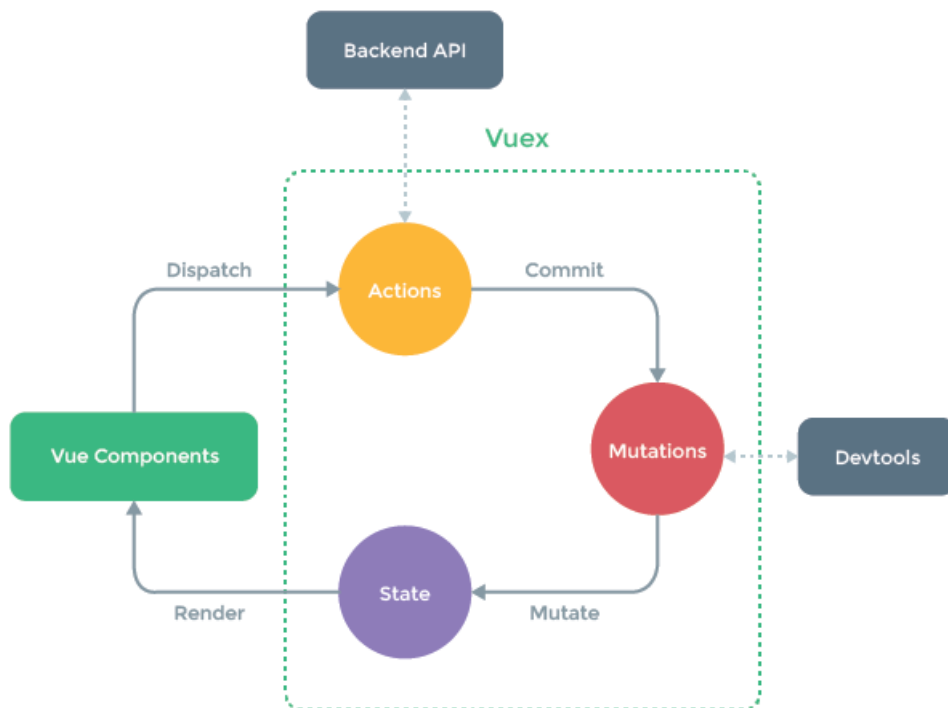 Backend API
Vuex
Dispatch
Commit
Actions
Vue Components
Mutations
Devtools
State
Render
Mutate